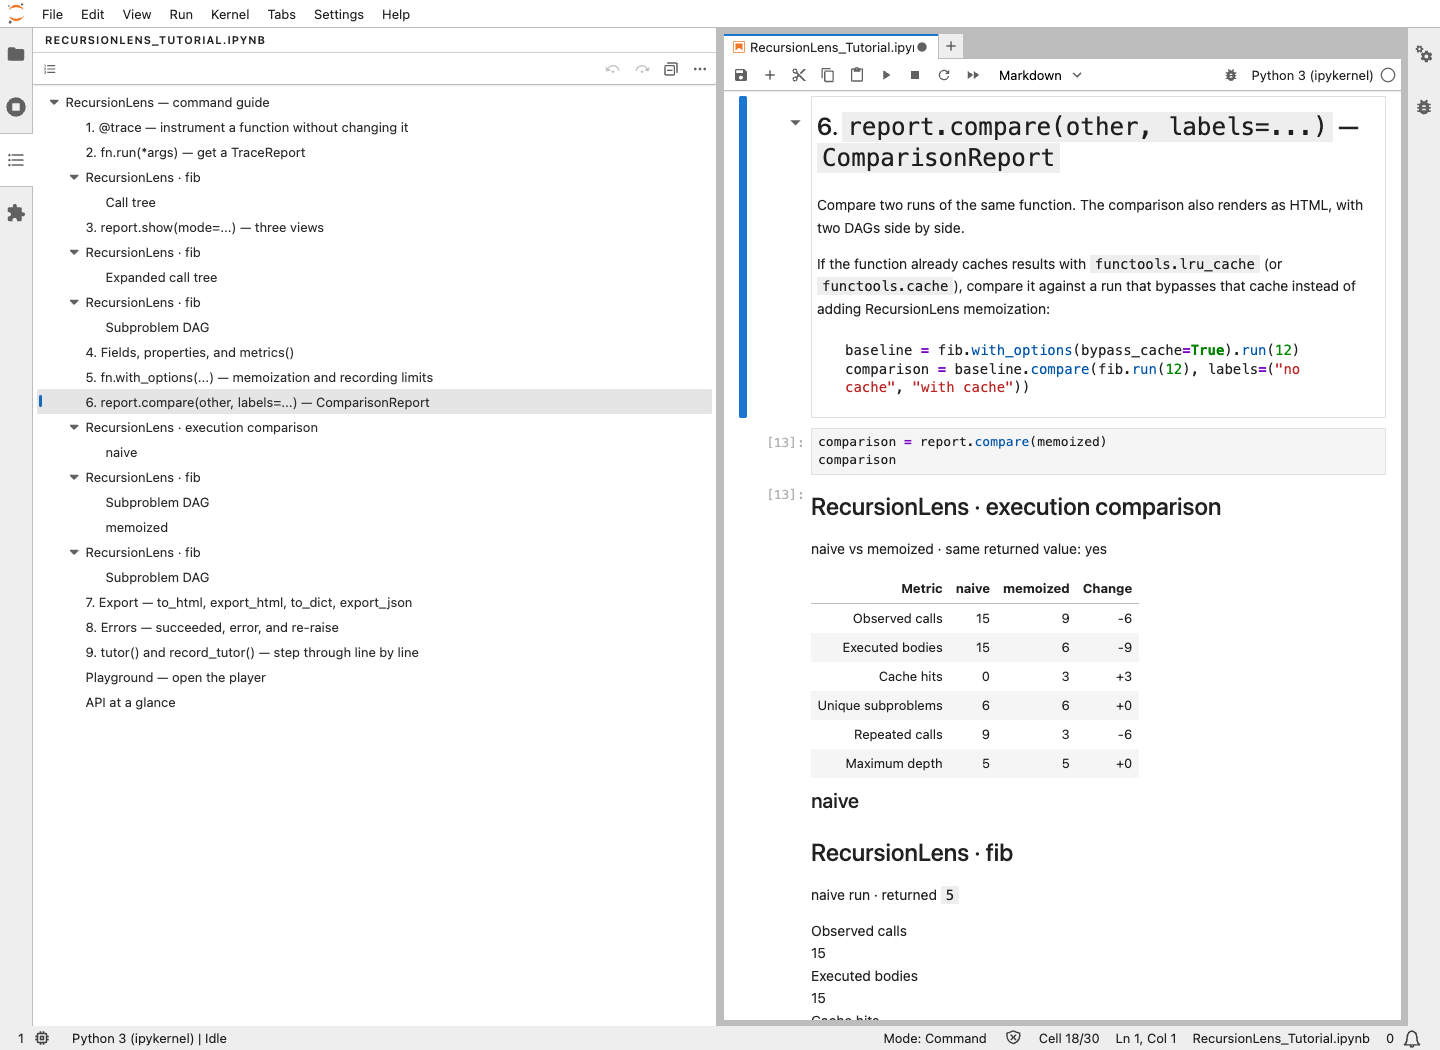 File Edit View Run Kernel Tabs Settings Help
RECURSIONLENS_TUTORIAL.IPYNB
RecursionLens — command guide
1. @trace — instrument a function without changing it
2. fn.run(*args) — get a TraceReport
RecursionLens · fib
Call tree
3. report.show(mode=...) — three views
RecursionLens · fib
Expanded call tree
RecursionLens · fib
Subproblem DAG
4. Fields, properties, and metrics()
5. fn.with_options(...) — memoization and recording limits
6. report.compare(other, labels=...) — ComparisonReport
RecursionLens · execution comparison
naive
RecursionLens · fib
Subproblem DAG
memoized
RecursionLens · fib
Subproblem DAG
7. Export — to_html, export_html, to_dict, export_json
8. Errors — succeeded, error, and re-raise
9. tutor() and record_tutor() — step through line by line
Playground — open the player
API at a glance
RecursionLens_Tutorial.ipyı
Markdown
Python 3 (ipykernel)
6. report.compare(other, labels=...) —
ComparisonReport
Compare two runs of the same function. The comparison also renders as HTML, with
two DAGs side by side.
If the function already caches results with functools.lru_cache (or
functools.cache ), compare it against a run that bypasses that cache instead of
adding RecursionLens memoization:
baseline = fib.with_options(bypass_cache=True).run(12)
comparison = baseline.compare(fib.run(12), labels=("no
cache", "with cache"))
[13]: comparison = report.compare(memoized)
comparison
[13]:
RecursionLens · execution comparison
naive vs memoized · same returned value: yes
Metric naive memoized Change
Observed calls 15 9 -6
Executed bodies 15 6 -9
Cache hits 0 3 +3
Unique subproblems 6 6 +0
Repeated calls 9 3 -6
Maximum depth 5 5 +0
naive
RecursionLens · fib
naive run · returned 5
Observed calls
15
Executed bodies
15
Cache hits
1 Python 3 (ipykernel) | Idle Mode: Command Cell 18/30 Ln 1, Col 1 RecursionLens_Tutorial.ipynb 0